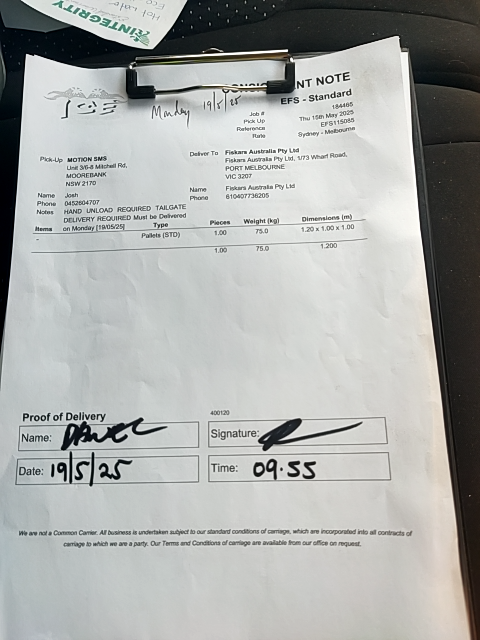 INTEGRITY
Hot water
CONSIGNMENT NOTE
EFS - Standard
Monday 19/5/25
Job # 184465
Pick Up Thu 15th May 2025
Reference EFS115085
Rate Sydney - Melbourne
Pick-Up MOTION SMS
Unit 3/6-8 Mitchell Rd,
MOOREBANK
NSW 2170
Name Josh
Phone 0452604707
Notes HAND UNLOAD REQUIRED TAILGATE
DELIVERY REQUIRED Must be Delivered
on Monday [19/05/25]
Deliver To Fiskars Australia Pty Ltd
Fiskars Australia Pty Ltd, 1/73 Wharf Road,
PORT MELBOURNE
VIC 3207
Name Fiskars Australia Pty Ltd
Phone 610407736205
Items Type Pieces Weight (kg) Dimensions (m)
- Pallets (STD) 1.00 75.0 1.20 x 1.00 x 1.00
1.00 75.0 1.200
Proof of Delivery
400120
Name:
Signature:
Date: 19/5/25
Time: 09.55
We are not a Common Carrier. All business is undertaken subject to our standard conditions of carriage, which are incorporated into all contracts of
carriage to which we are a party. Our Terms and Conditions of carriage are available from our office on request.